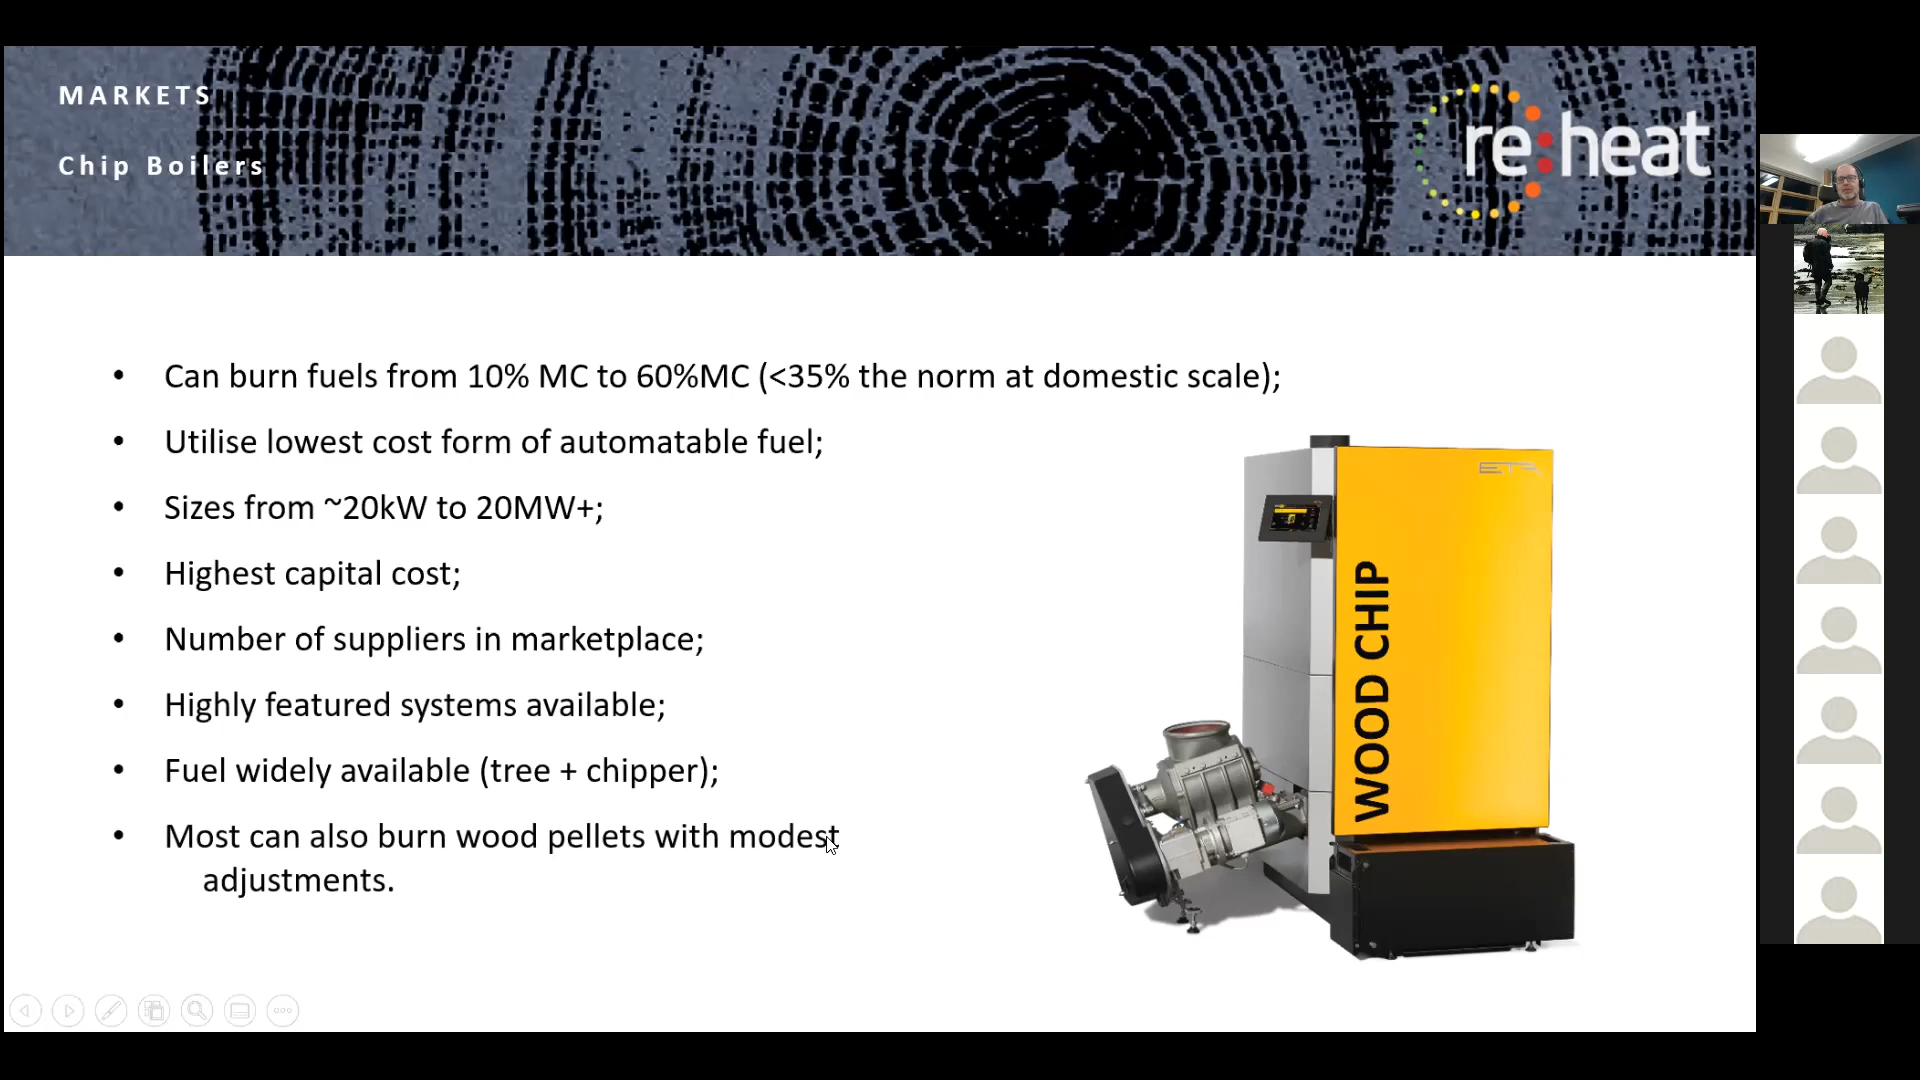 MARKETS
Chip Boilers
re:heat
• Can burn fuels from 10% MC to 60%MC (<35% the norm at domestic scale);
• Utilise lowest cost form of automatable fuel;
• Sizes from ~20kW to 20MW+;
• Highest capital cost;
• Number of suppliers in marketplace;
• Highly featured systems available;
• Fuel widely available (tree + chipper);
• Most can also burn wood pellets with modest
adjustments.
ETA
WOOD CHIP